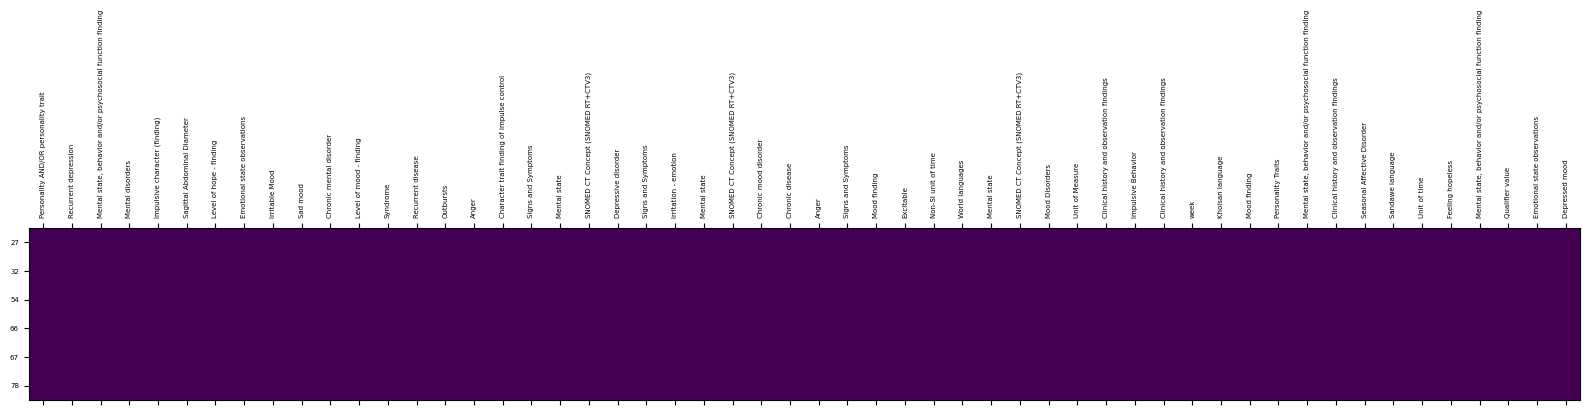 Personality AND/OR personality trait
Recurrent depression
Mental state, behavior and/or psychosocial function finding
Mental disorders
Impulsive character (finding)
Sagittal Abdominal Diameter
Level of hope - finding
Emotional state observations
Irritable Mood
Sad mood
Chronic mental disorder
Level of mood - finding
Syndrome
Recurrent disease
Outbursts
Anger
Character trait finding of impulse control
Signs and Symptoms
Mental state
SNOMED CT Concept (SNOMED RT+CTV3)
Depressive disorder
Signs and Symptoms
Irritation - emotion
Mental state
SNOMED CT Concept (SNOMED RT+CTV3)
Chronic mood disorder
Chronic disease
Anger
Signs and Symptoms
Mood finding
Excitable
Non-SI unit of time
World languages
Mental state
SNOMED CT Concept (SNOMED RT+CTV3)
Mood Disorders
Unit of Measure
Clinical history and observation findings
Impulsive Behavior
Clinical history and observation findings
week
Khoisan language
Mood finding
Personality Traits
Mental state, behavior and/or psychosocial function finding
Clinical history and observation findings
Seasonal Affective Disorder
Sandawe language
Unit of time
Feeling hopeless
Mental state, behavior and/or psychosocial function finding
Qualifier value
Emotional state observations
Depressed mood
27
32
54
66
67
78